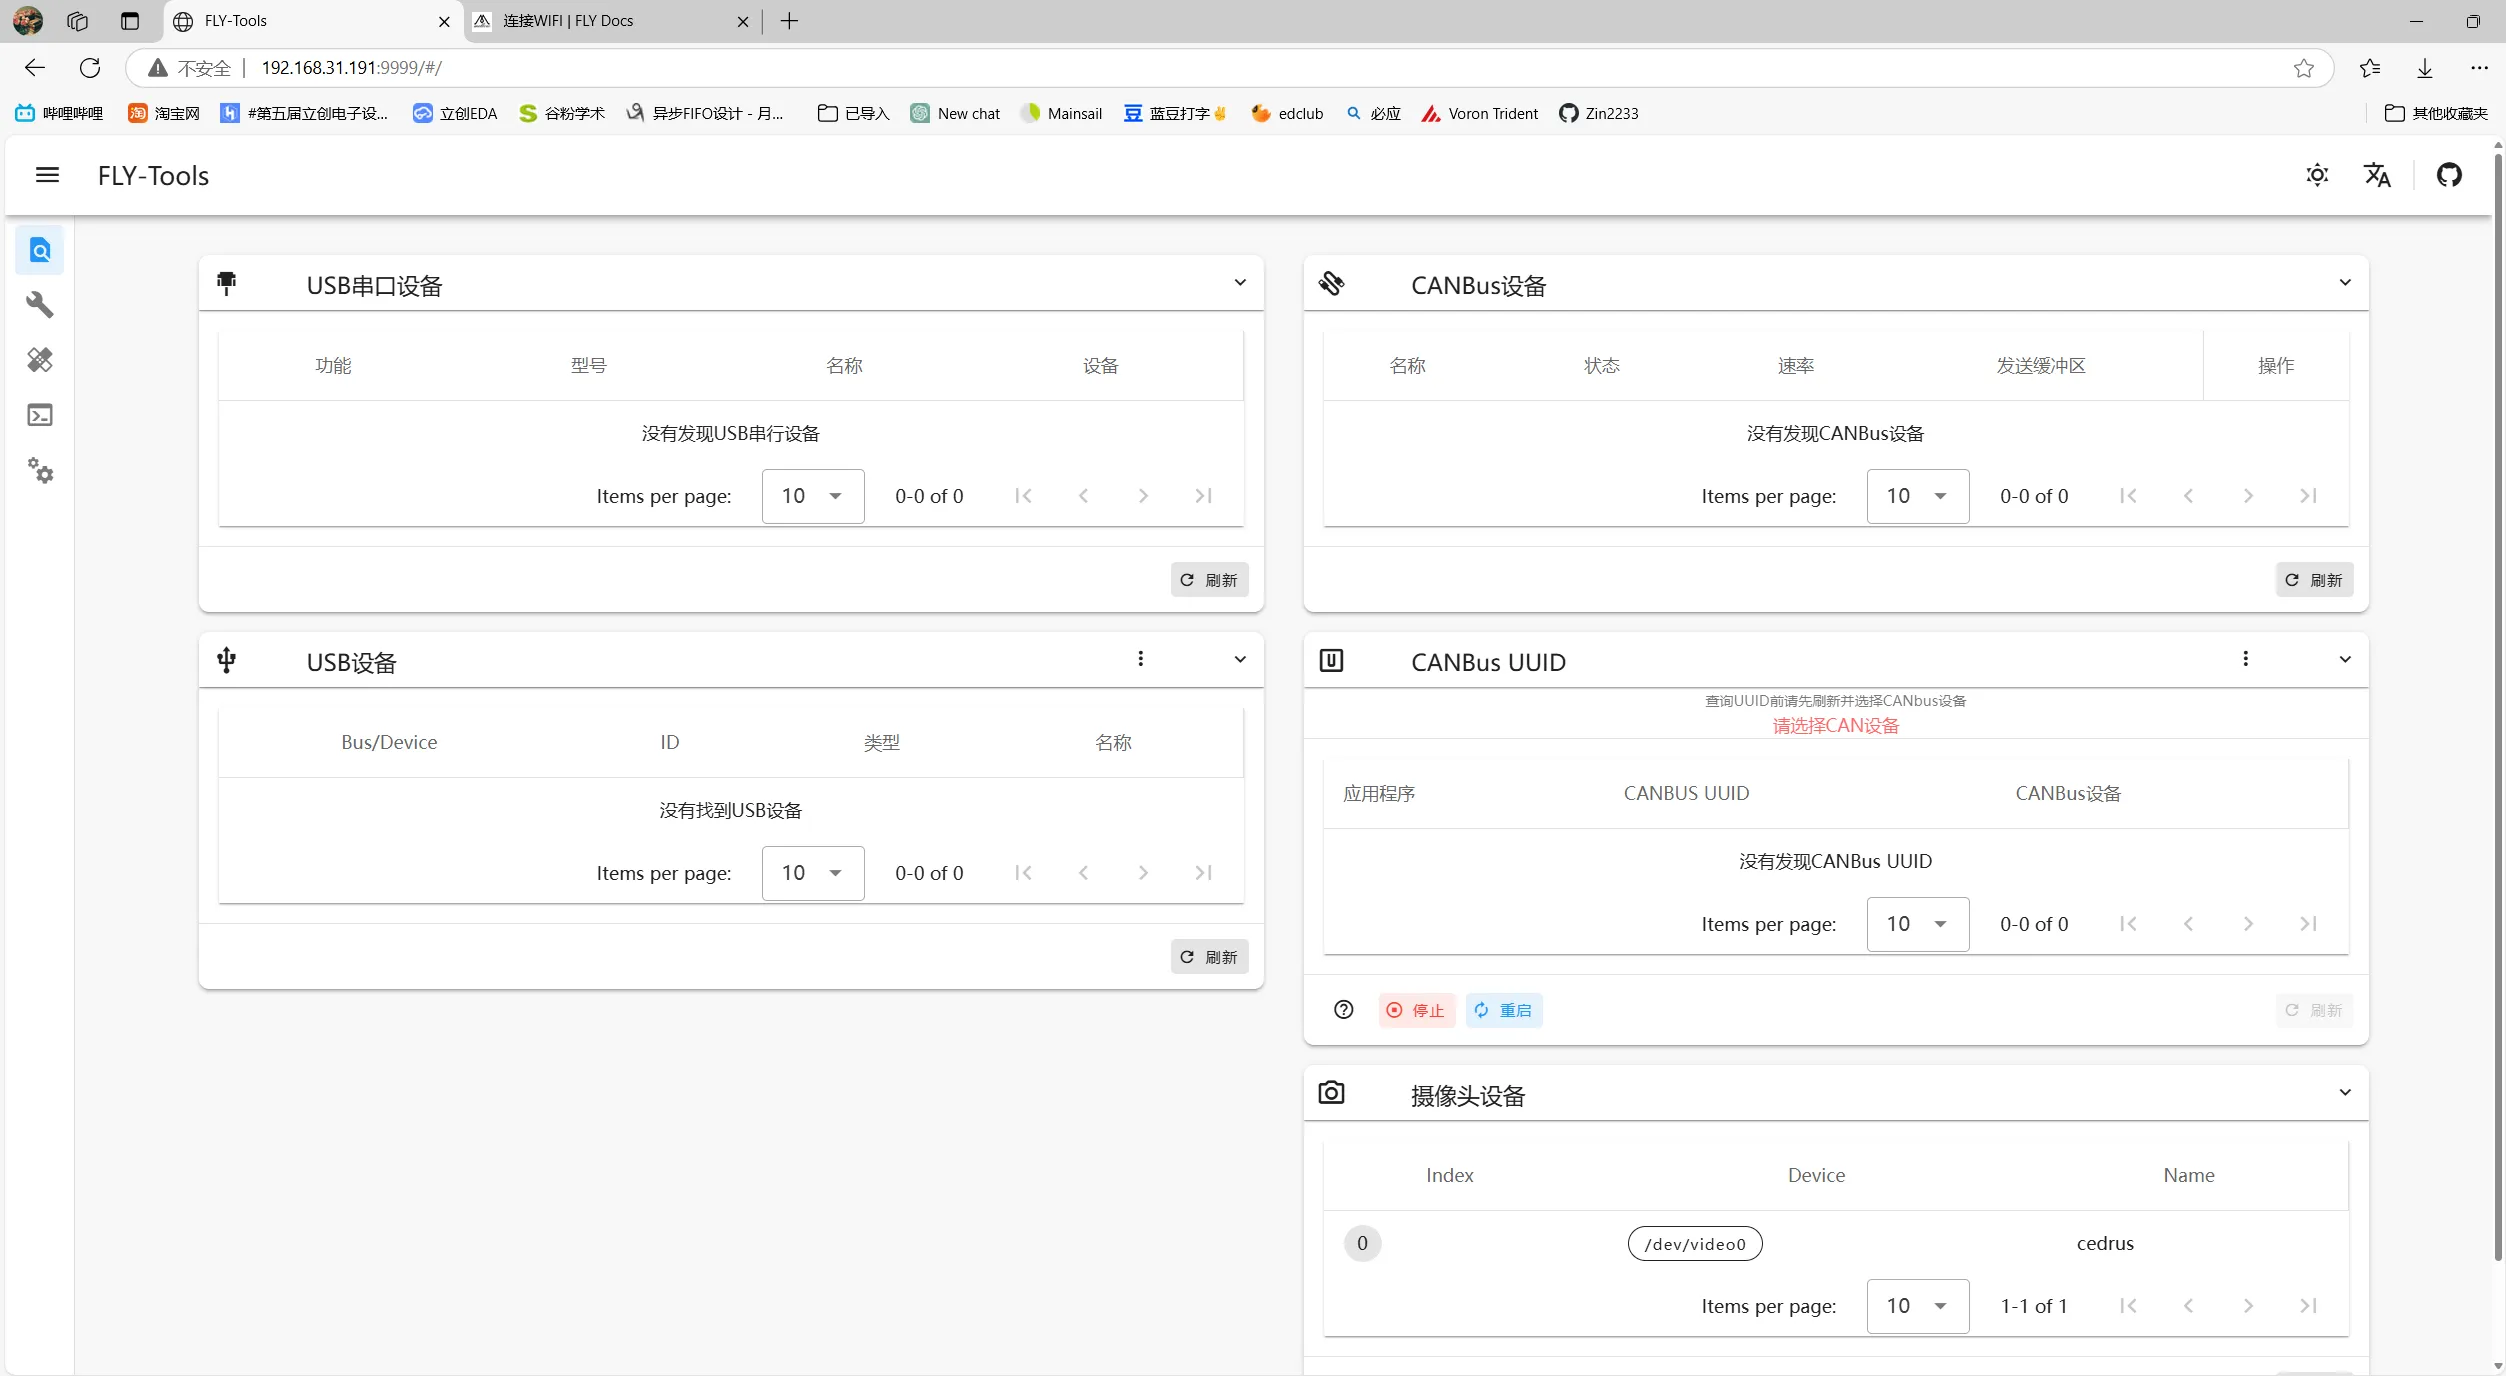 FLY-Tools
连接WIFI | FLY Docs
不安全
192.168.31.191:9999/#/
哔哩哔哩
淘宝网
#第五届立创电子设...
立创EDA
谷粉学术
异步FIFO设计 - 月...
已导入
New chat
Mainsail
蓝豆打字✌
edclub
必应
Voron Trident
Zin2233
其他收藏夹
FLY-Tools
USB串口设备
功能 型号 名称 设备
没有发现USB串行设备
Items per page: 10 0-0 of 0
刷新
CANBus设备
名称 状态 速率 发送缓冲区 操作
没有发现CANBus设备
Items per page: 10 0-0 of 0
刷新
USB设备
Bus/Device ID 类型 名称
没有找到USB设备
Items per page: 10 0-0 of 0
刷新
CANBus UUID
查询UUID前请先刷新并选择CANbus设备
请选择CAN设备
应用程序 CANBUS UUID CANBus设备
没有发现CANBus UUID
Items per page: 10 0-0 of 0
停止 重启 刷新
摄像头设备
Index Device Name
0 /dev/video0 cedrus
Items per page: 10 1-1 of 1